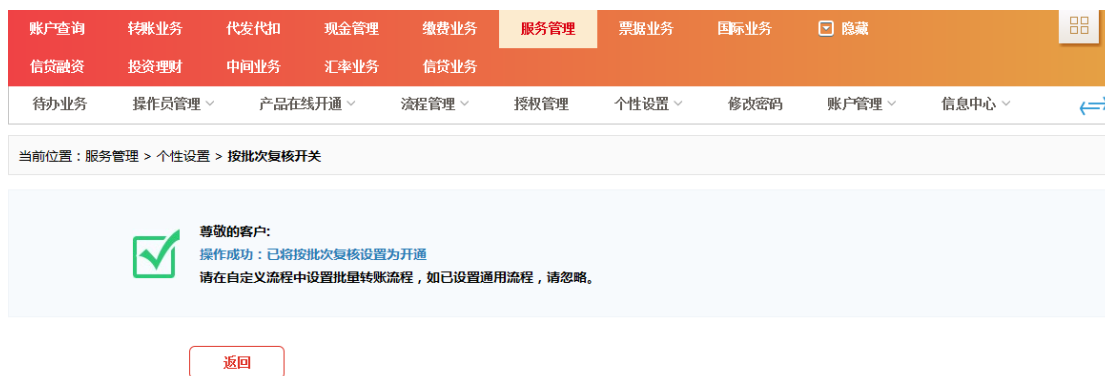 账户查询 转账业务 代发代扣 现金管理 缴费业务 服务管理 票据业务 国际业务 隐藏
信贷融资 投资理财 中间业务 汇率业务 信贷业务
待办业务 操作员管理 产品在线开通 流程管理 授权管理 个性设置 修改密码 账户管理 信息中心
当前位置：服务管理 > 个性设置 > 按批次复核开关
尊敬的客户:
操作成功：已将按批次复核设置为开通
请在自定义流程中设置批量转账流程，如已设置通用流程，请忽略。
返回